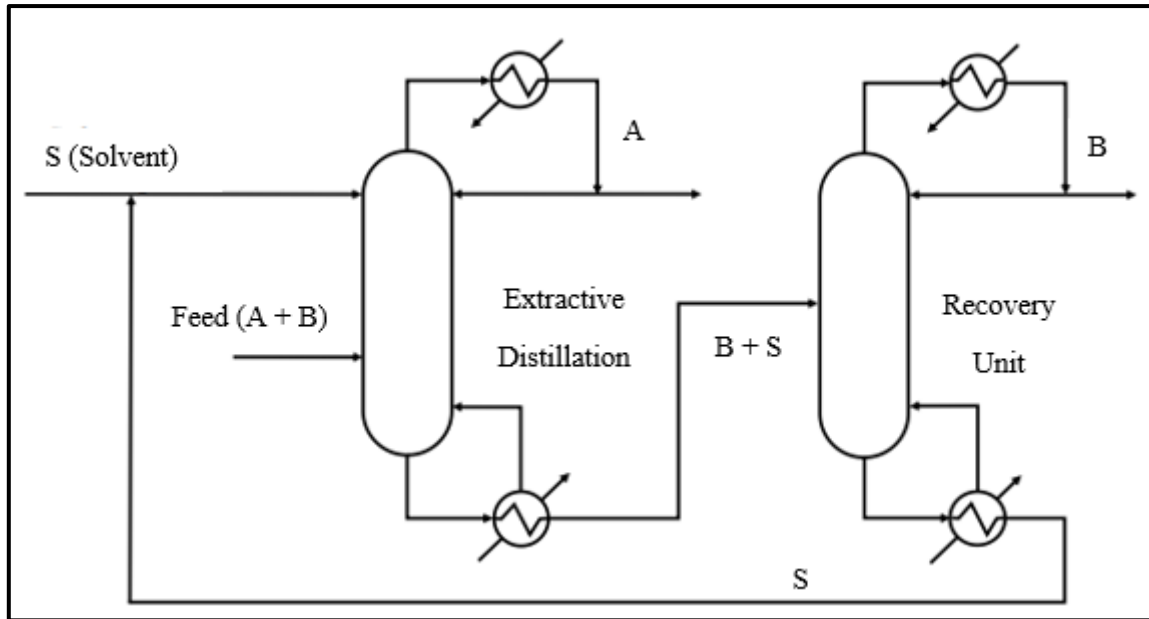 A
B
S (Solvent)
Feed (A + B)
Extractive
Distillation
B + S
Recovery
Unit
S